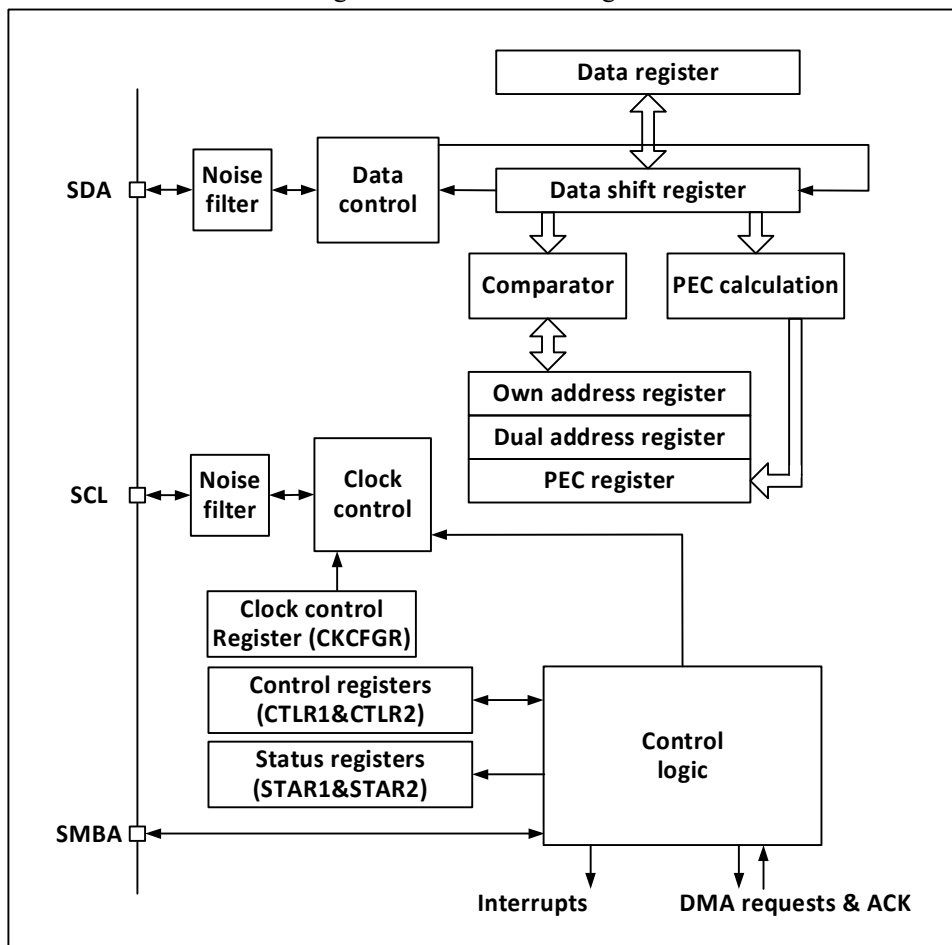 Data register
SDA
Noise
filter
Data
control
Data shift register
Comparator
PEC calculation
Own address register
Dual address register
PEC register
SCL
Noise
filter
Clock
control
Clock control
Register (CKCFGR)
Control registers
(CTLR1&CTLR2)
Status registers
(STAR1&STAR2)
Control
logic
SMBA
Interrupts
DMA requests & ACK